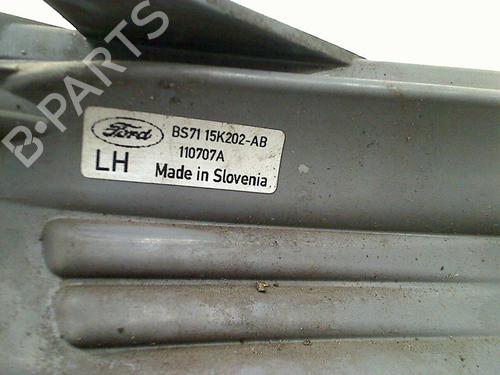 B-PARTS
Ford
BS71 15K202-AB
110707A
LH
Made in Slovenia